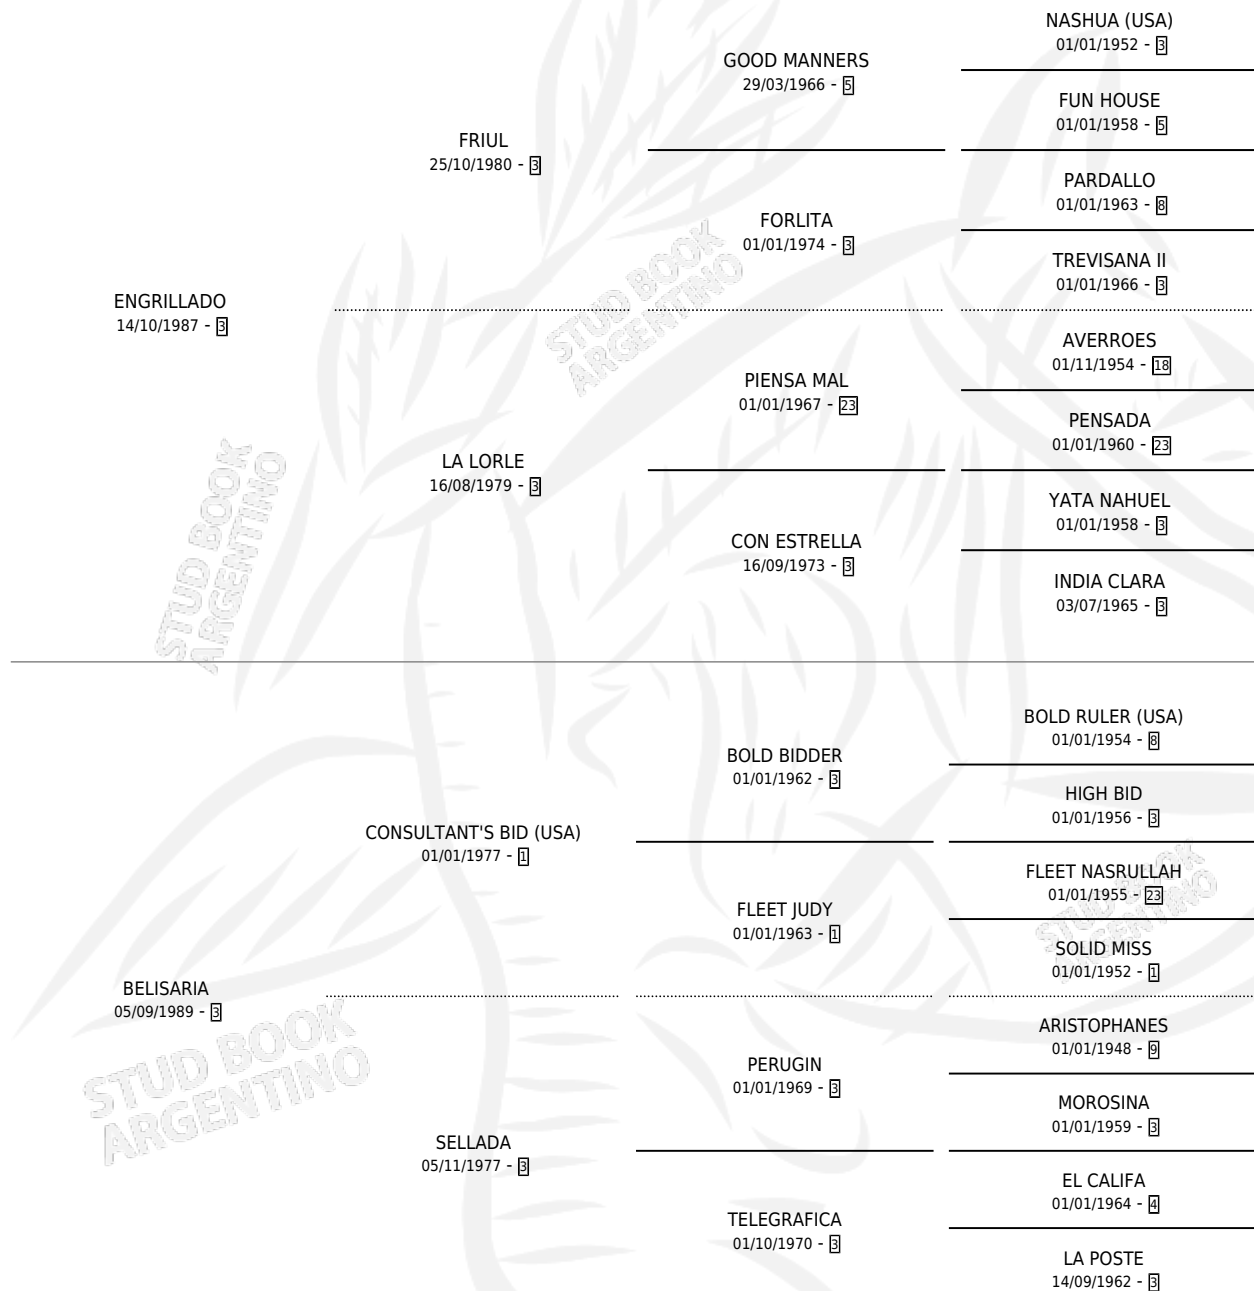 NASHUA (USA)
01/01/1952 - 3
GOOD MANNERS
29/03/1966 - 5
FUN HOUSE
01/01/1958 - 5
FRIUL
25/10/1980 - 3
PARDALLO
01/01/1963 - 8
FORLITA
01/01/1974 - 3
TREVISANA II
01/01/1966 - 3
ENGRILLADO
14/10/1987 - 3
AVERROES
01/11/1954 - 18
PIENSA MAL
01/01/1967 - 23
PENSADA
01/01/1960 - 23
LA LORLE
16/08/1979 - 3
YATA NAHUEL
01/01/1958 - 3
CON ESTRELLA
16/09/1973 - 3
INDIA CLARA
03/07/1965 - 3
BOLD RULER (USA)
01/01/1954 - 8
BOLD BIDDER
01/01/1962 - 3
HIGH BID
01/01/1956 - 3
CONSULTANT'S BID (USA)
01/01/1977 - 1
FLEET NASRULLAH
01/01/1955 - 23
FLEET JUDY
01/01/1963 - 1
SOLID MISS
01/01/1952 - 1
BELISARIA
05/09/1989 - 3
ARISTOPHANES
01/01/1948 - 9
PERUGIN
01/01/1969 - 3
MOROSINA
01/01/1959 - 3
SELLADA
05/11/1977 - 3
EL CALIFA
01/01/1964 - 4
TELEGRAFICA
01/10/1970 - 3
LA POSTE
14/09/1962 - 3
STUD BOOK
ARGENTINO
STUD BOOK
ARGENTINO
STUD BOOK
ARGENTINO
STUD BOOK
ARGENTINO